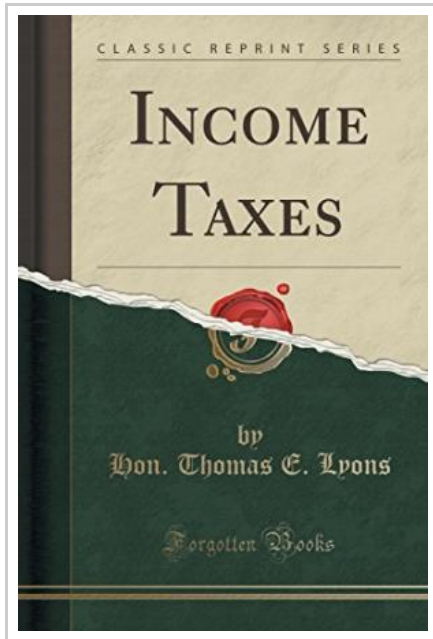 CLASSIC REPRINT SERIES
INCOME
TAXES
by
Hon. Thomas E. Lyons
Forgotten Books